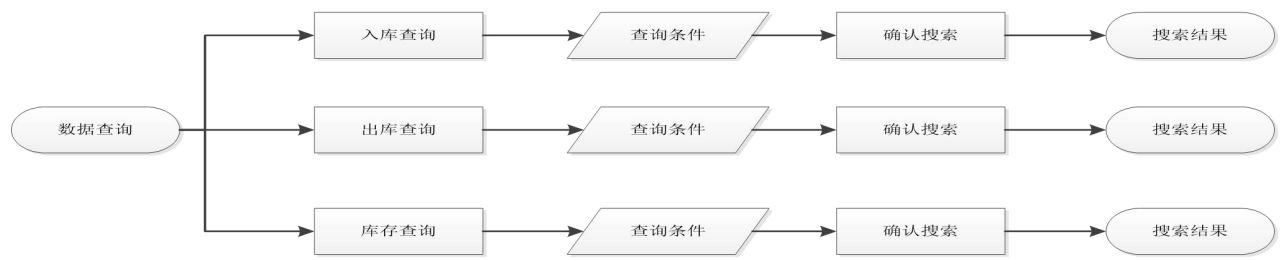 入库查询 查询条件 确认搜索 搜索结果
数据查询 出库查询 查询条件 确认搜索 搜索结果
库存查询 查询条件 确认搜索 搜索结果